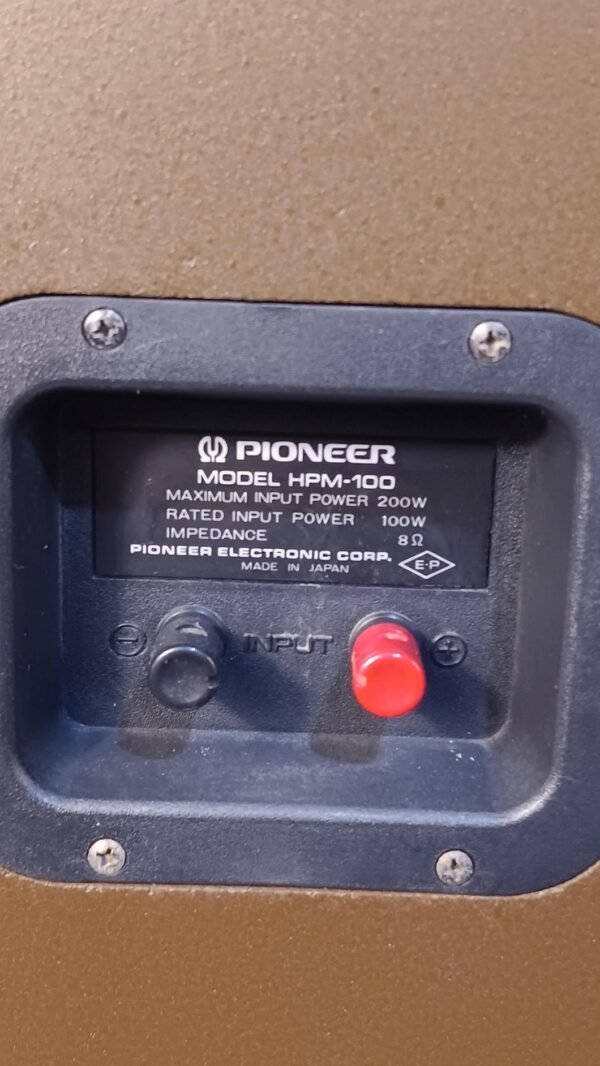 PIONEER
MODEL HPM-100
MAXIMUM INPUT POWER 200W
RATED INPUT POWER 100W
IMPEDANCE 8Ω
PIONEER ELECTRONIC CORP.
MADE IN JAPAN
E·P
⊖ INPUT ⊕